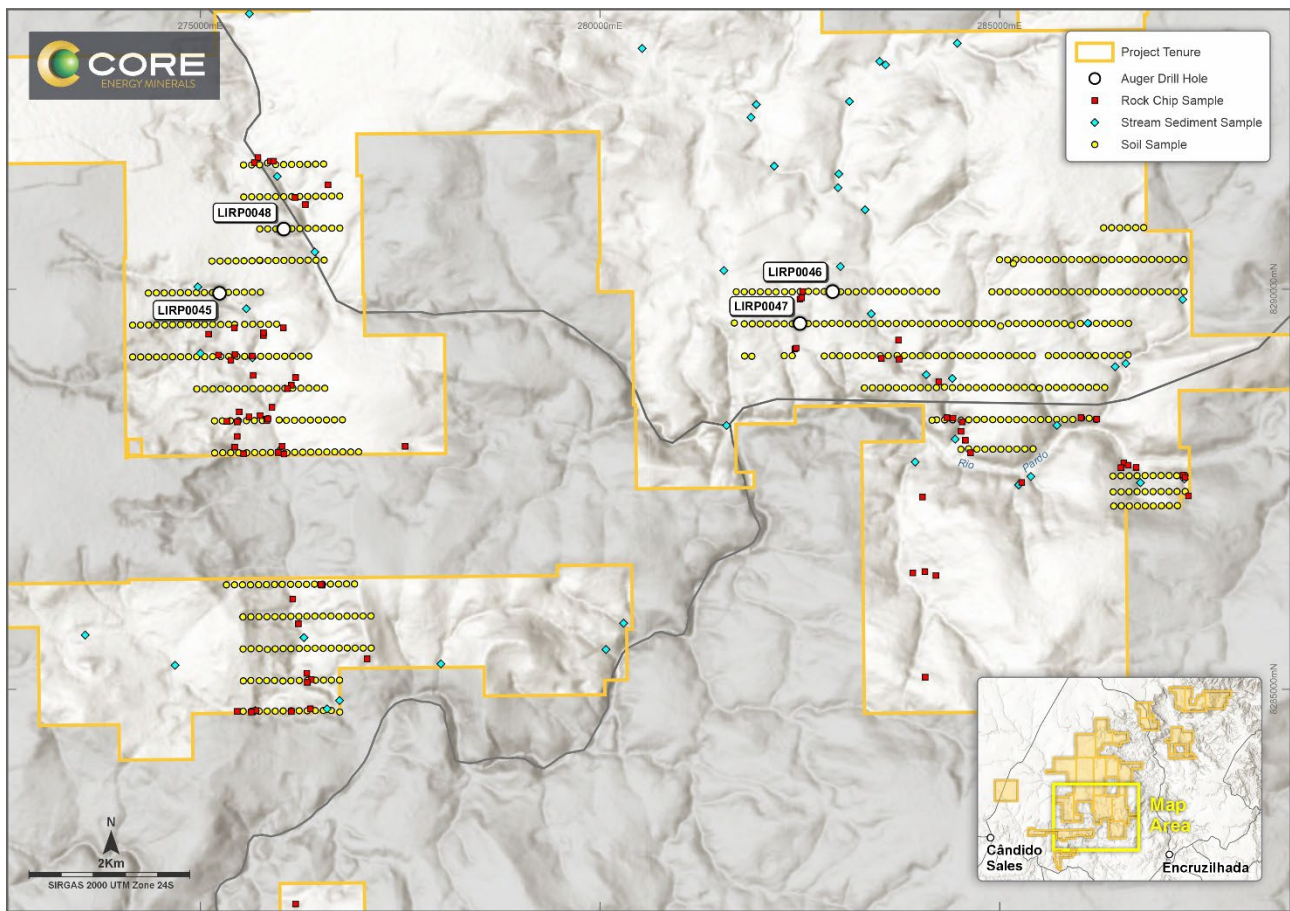 275000mE
280000mE
285000mE
CORE
ENERGY MINERALS
Project Tenure
Auger Drill Hole
Rock Chip Sample
Stream Sediment Sample
Soil Sample
LIRP0048
LIRP0046
LIRP0045
LIRP0047
8290000mN
Rio
Pardo
8285000mN
N
2Km
SIRGAS 2000 UTM Zone 24S
Map
Area
Cândido
Sales
Encruzilhada